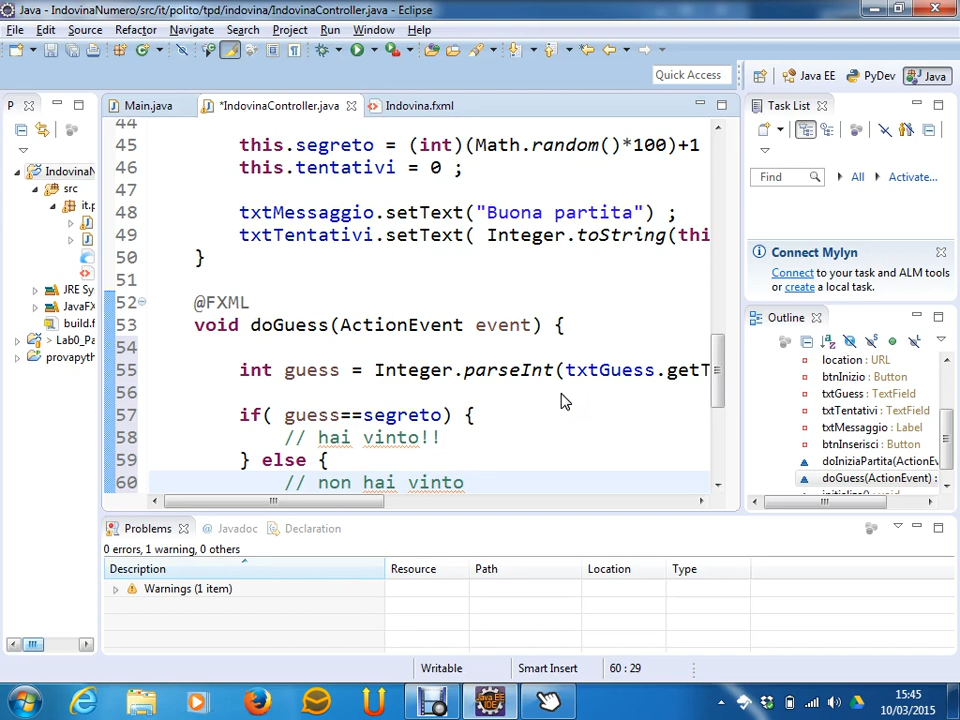 Java - IndovinaNumero/src/it/polito/tpd/indovina/IndovinaController.java - Eclipse
File Edit Source Refactor Navigate Search Project Run Window Help
Quick Access
Java EE PyDev Java
P
Main.java *IndovinaController.java Indovina.fxml
Task List
IndovinaN
src
it.p
JRE Sy
JavaFX
build.f
> Lab0_Pa
provapyth
44
45 this.segreto = (int)(Math.random()*100)+1
46 this.tentativi = 0 ;
47
48 txtMessaggio.setText("Buona partita") ;
49 txtTentativi.setText( Integer.toString(thi
50 }
51
52 @FXML
53 void doGuess(ActionEvent event) {
54
55 int guess = Integer.parseInt(txtGuess.getT
56
57 if( guess==segreto) {
58 // hai vinto!!
59 } else {
60 // non hai vinto
Find All Activate...
Connect Mylyn
Connect to your task and ALM tools
or create a local task.
Outline
location : URL
btnInizio : Button
txtGuess : TextField
txtTentativi : TextField
txtMessaggio : Label
btnInserisci : Button
doIniziaPartita(ActionEv
doGuess(ActionEvent) :
Problems @ Javadoc Declaration
0 errors, 1 warning, 0 others
Description Resource Path Location Type
Warnings (1 item)
Writable Smart Insert 60 : 29
Java EE
IDE
15:45
10/03/2015